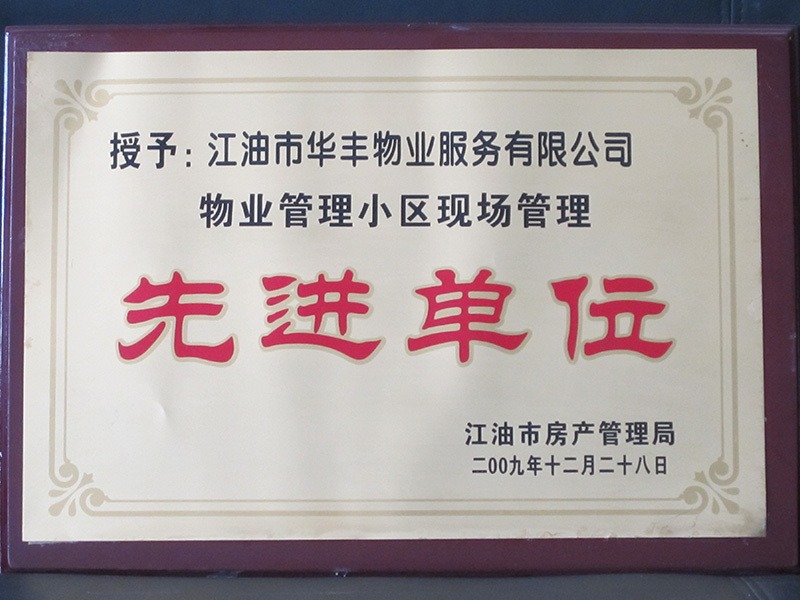 授予：江油市华丰物业服务有限公司
物业管理小区现场管理
先进单位
江油市房产管理局
二00九年十二月二十八日